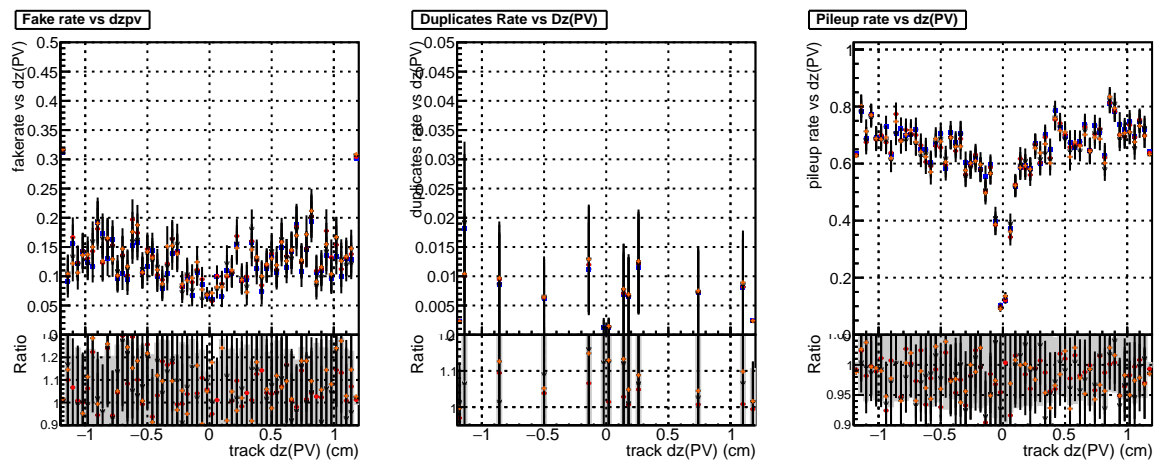 Fake rate vs dzpv
fakerate vs dz(PV)
0.5
0.45
0.4
0.35
0.3
0.25
0.2
0.15
0.1
0.05
0
Ratio
1.2
1.1
1
0.9
−1 −0.5 0 0.5 1
track dz(PV) (cm)
Duplicates Rate vs Dz(PV)
duplicates rate vs dz(PV)
0.05
0.045
0.04
0.035
0.03
0.025
0.02
0.015
0.01
0.005
0
Ratio
1.1
1
−1 −0.5 0 0.5 1
track dz(PV) (cm)
Pileup rate vs dz(PV)
pileup rate vs dz(PV)
1
0.8
0.6
0.4
0.2
0
Ratio
1
0.95
0.9
−1 −0.5 0 0.5 1
track dz(PV) (cm)